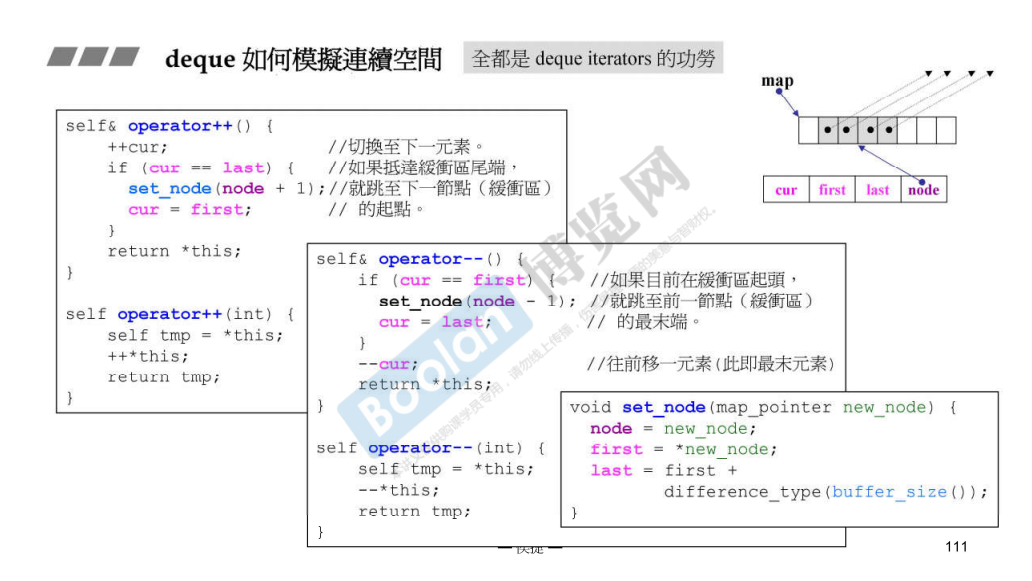 deque 如何模擬連續空間
全都是 deque iterators 的功勞
map
cur first last node
self& operator++() {
++cur; //切換至下一元素。
if (cur == last) { //如果抵達緩衝區尾端，
set_node(node + 1);//就跳至下一節點（緩衝區）
cur = first; // 的起點。
}
return *this;
}
self operator++(int) {
self tmp = *this;
++*this;
return tmp;
}
self& operator--() {
if (cur == first) { //如果目前在緩衝區起頭，
set_node(node - 1); //就跳至前一節點（緩衝區）
cur = last; // 的最末端。
}
--cur; //往前移一元素(此即最末元素)
return *this;
}
self operator--(int) {
self tmp = *this;
--*this;
return tmp;
}
void set_node(map_pointer new_node) {
node = new_node;
first = *new_node;
last = first +
difference_type(buffer_size());
}
Boolan 博览网
111